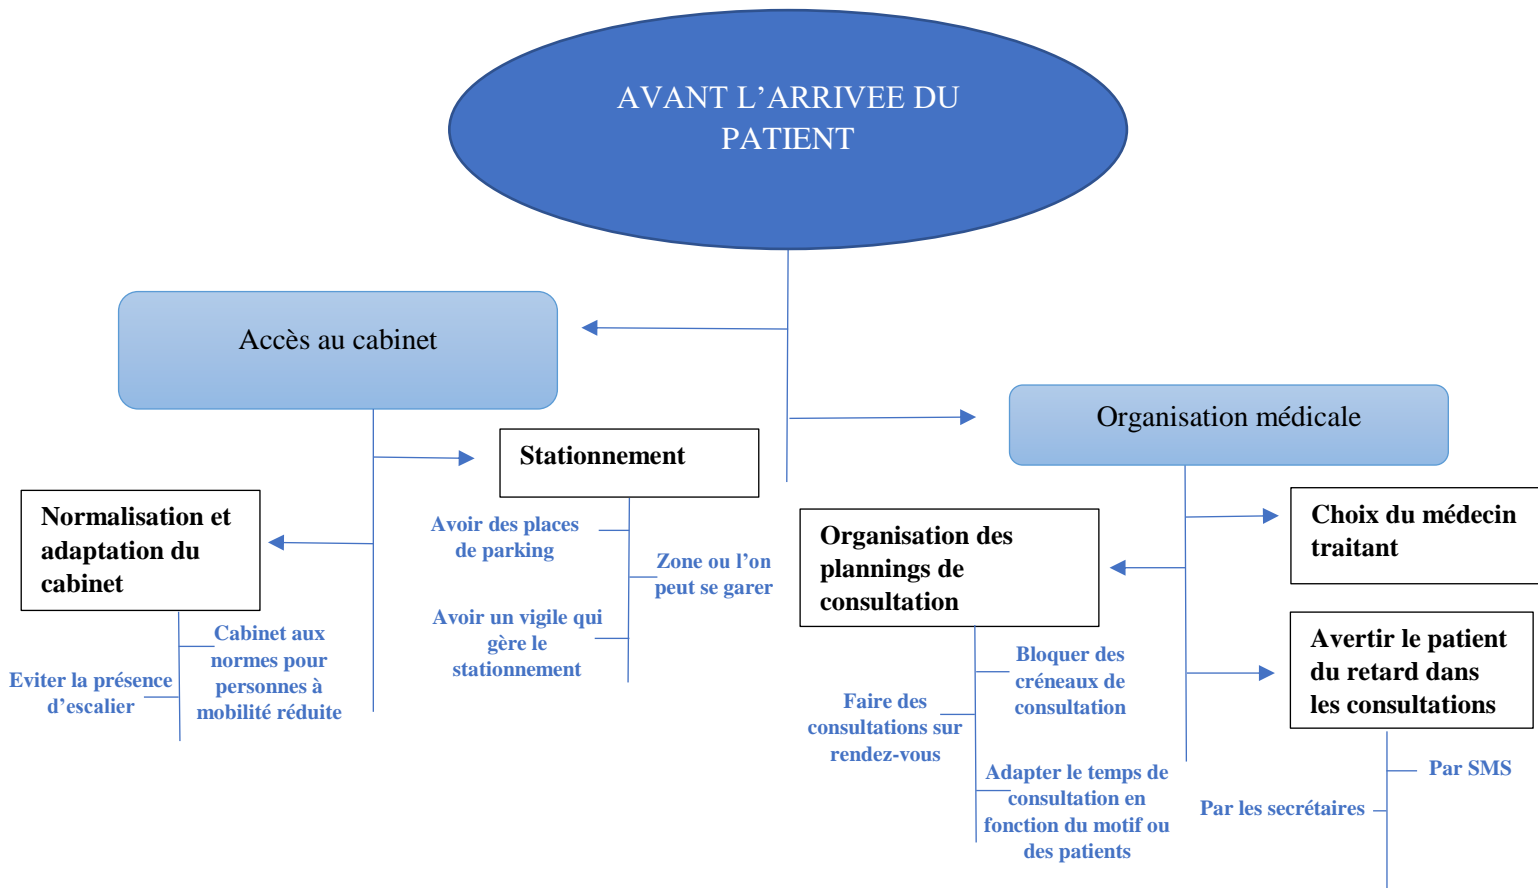 AVANT L’ARRIVEE DU
PATIENT
Accès au cabinet
Organisation médicale
Stationnement
Avoir des places
de parking
Zone ou l’on
peut se garer
Avoir un vigile qui
gère le
stationnement
Normalisation et
adaptation du
cabinet
Cabinet aux
normes pour
personnes à
mobilité réduite
Eviter la présence
d’escalier
Organisation des
plannings de
consultation
Bloquer des
créneaux de
consultation
Faire des
consultations sur
rendez-vous
Adapter le temps de
consultation en
fonction du motif ou
des patients
Choix du médecin
traitant
Avertir le patient
du retard dans
les consultations
Par SMS
Par les secrétaires